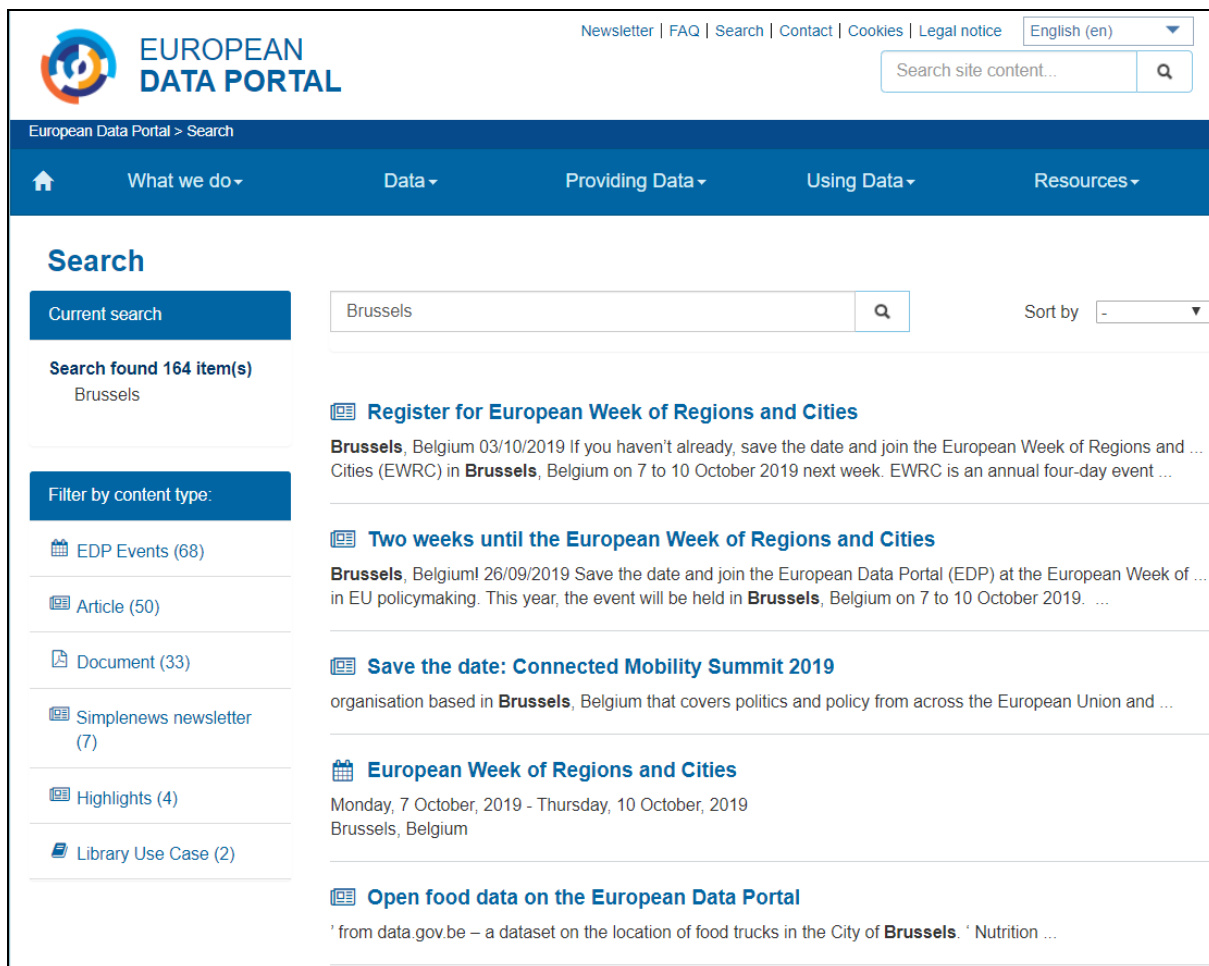 Newsletter | FAQ | Search | Contact | Cookies | Legal notice
English (en)
EUROPEAN
DATA PORTAL
Search site content...
European Data Portal > Search
What we do
Data
Providing Data
Using Data
Resources
Search
Current search
Search found 164 item(s)
Brussels
Filter by content type:
EDP Events (68)
Article (50)
Document (33)
Simplenews newsletter
(7)
Highlights (4)
Library Use Case (2)
Brussels
Sort by -
Register for European Week of Regions and Cities
Brussels, Belgium 03/10/2019 If you haven’t already, save the date and join the European Week of Regions and ...
Cities (EWRC) in Brussels, Belgium on 7 to 10 October 2019 next week. EWRC is an annual four-day event ...
Two weeks until the European Week of Regions and Cities
Brussels, Belgium! 26/09/2019 Save the date and join the European Data Portal (EDP) at the European Week of ...
in EU policymaking. This year, the event will be held in Brussels, Belgium on 7 to 10 October 2019. ...
Save the date: Connected Mobility Summit 2019
organisation based in Brussels, Belgium that covers politics and policy from across the European Union and ...
European Week of Regions and Cities
Monday, 7 October, 2019 - Thursday, 10 October, 2019
Brussels, Belgium
Open food data on the European Data Portal
’ from data.gov.be – a dataset on the location of food trucks in the City of Brussels. ‘ Nutrition ...